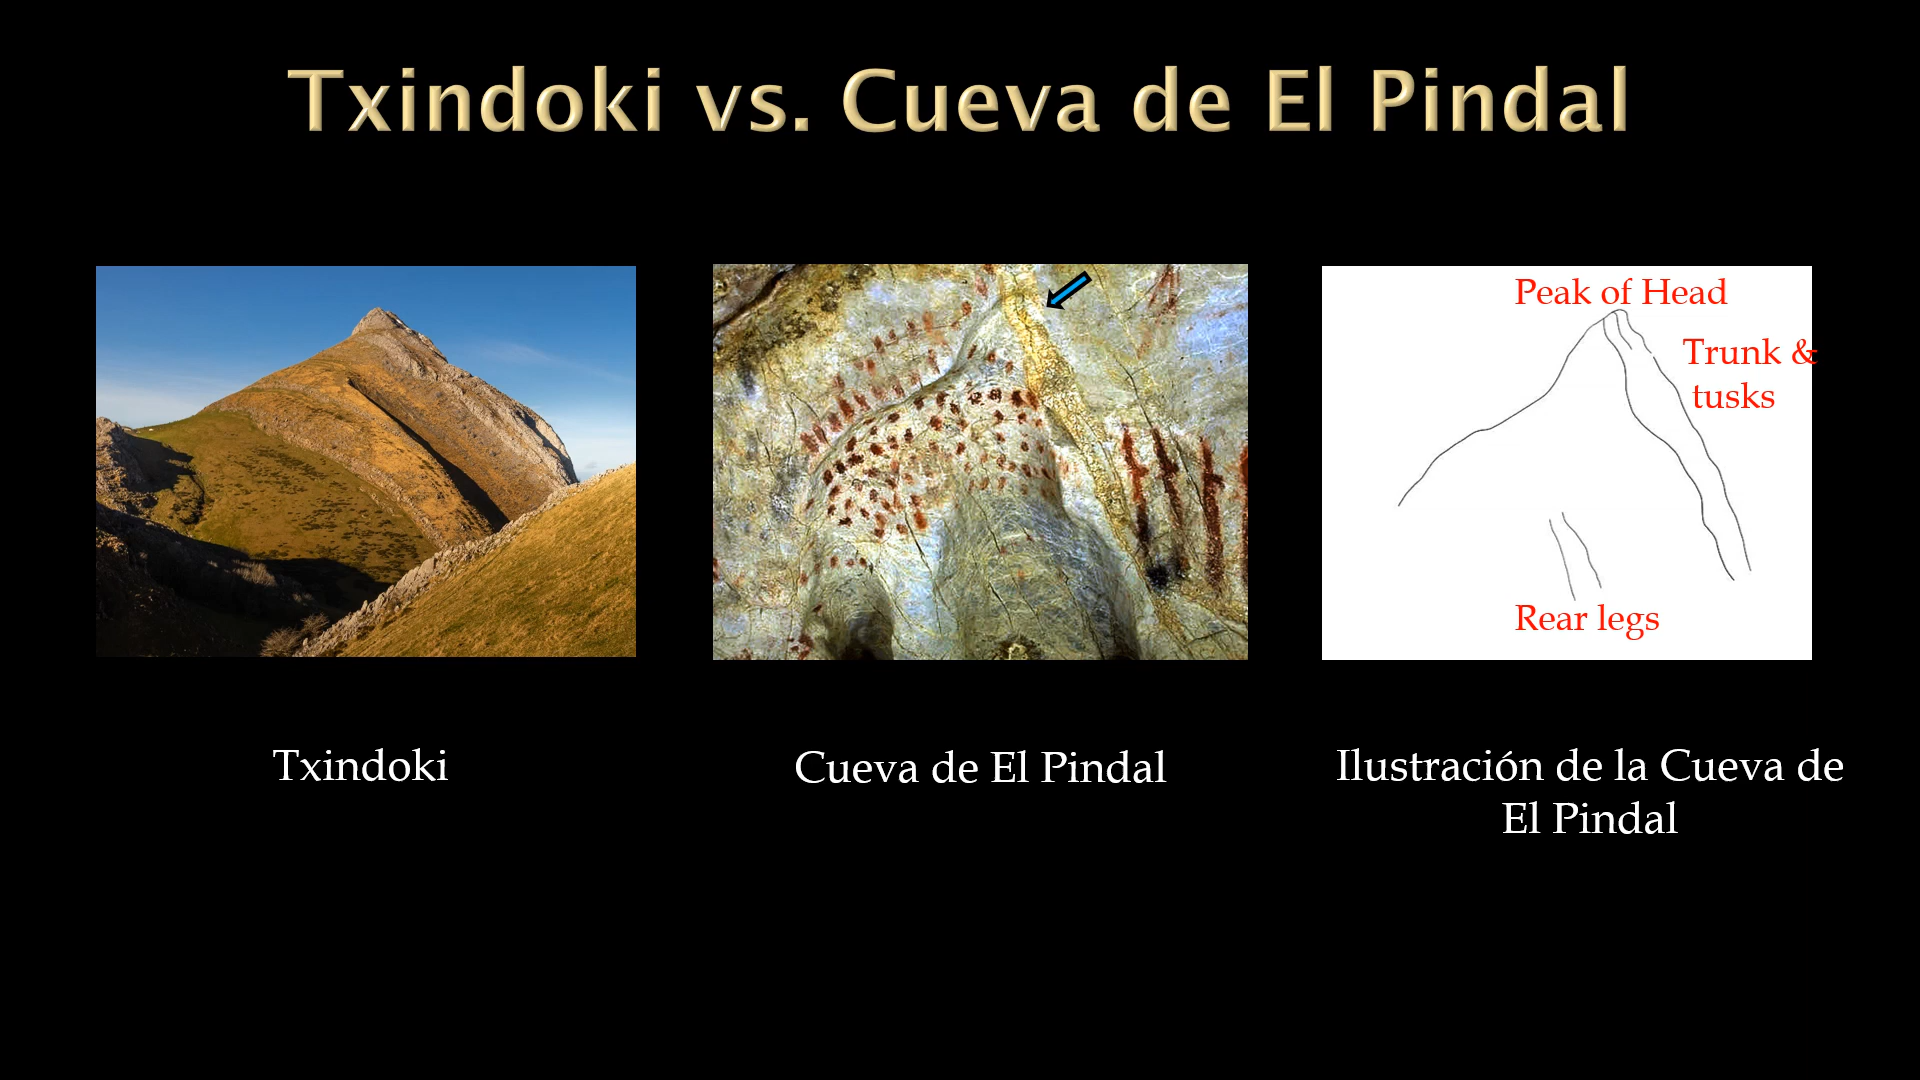 Txindoki vs. Cueva de El Pindal
Peak of Head
Trunk &
tusks
Rear legs
Txindoki
Cueva de El Pindal
Ilustración de la Cueva de
El Pindal